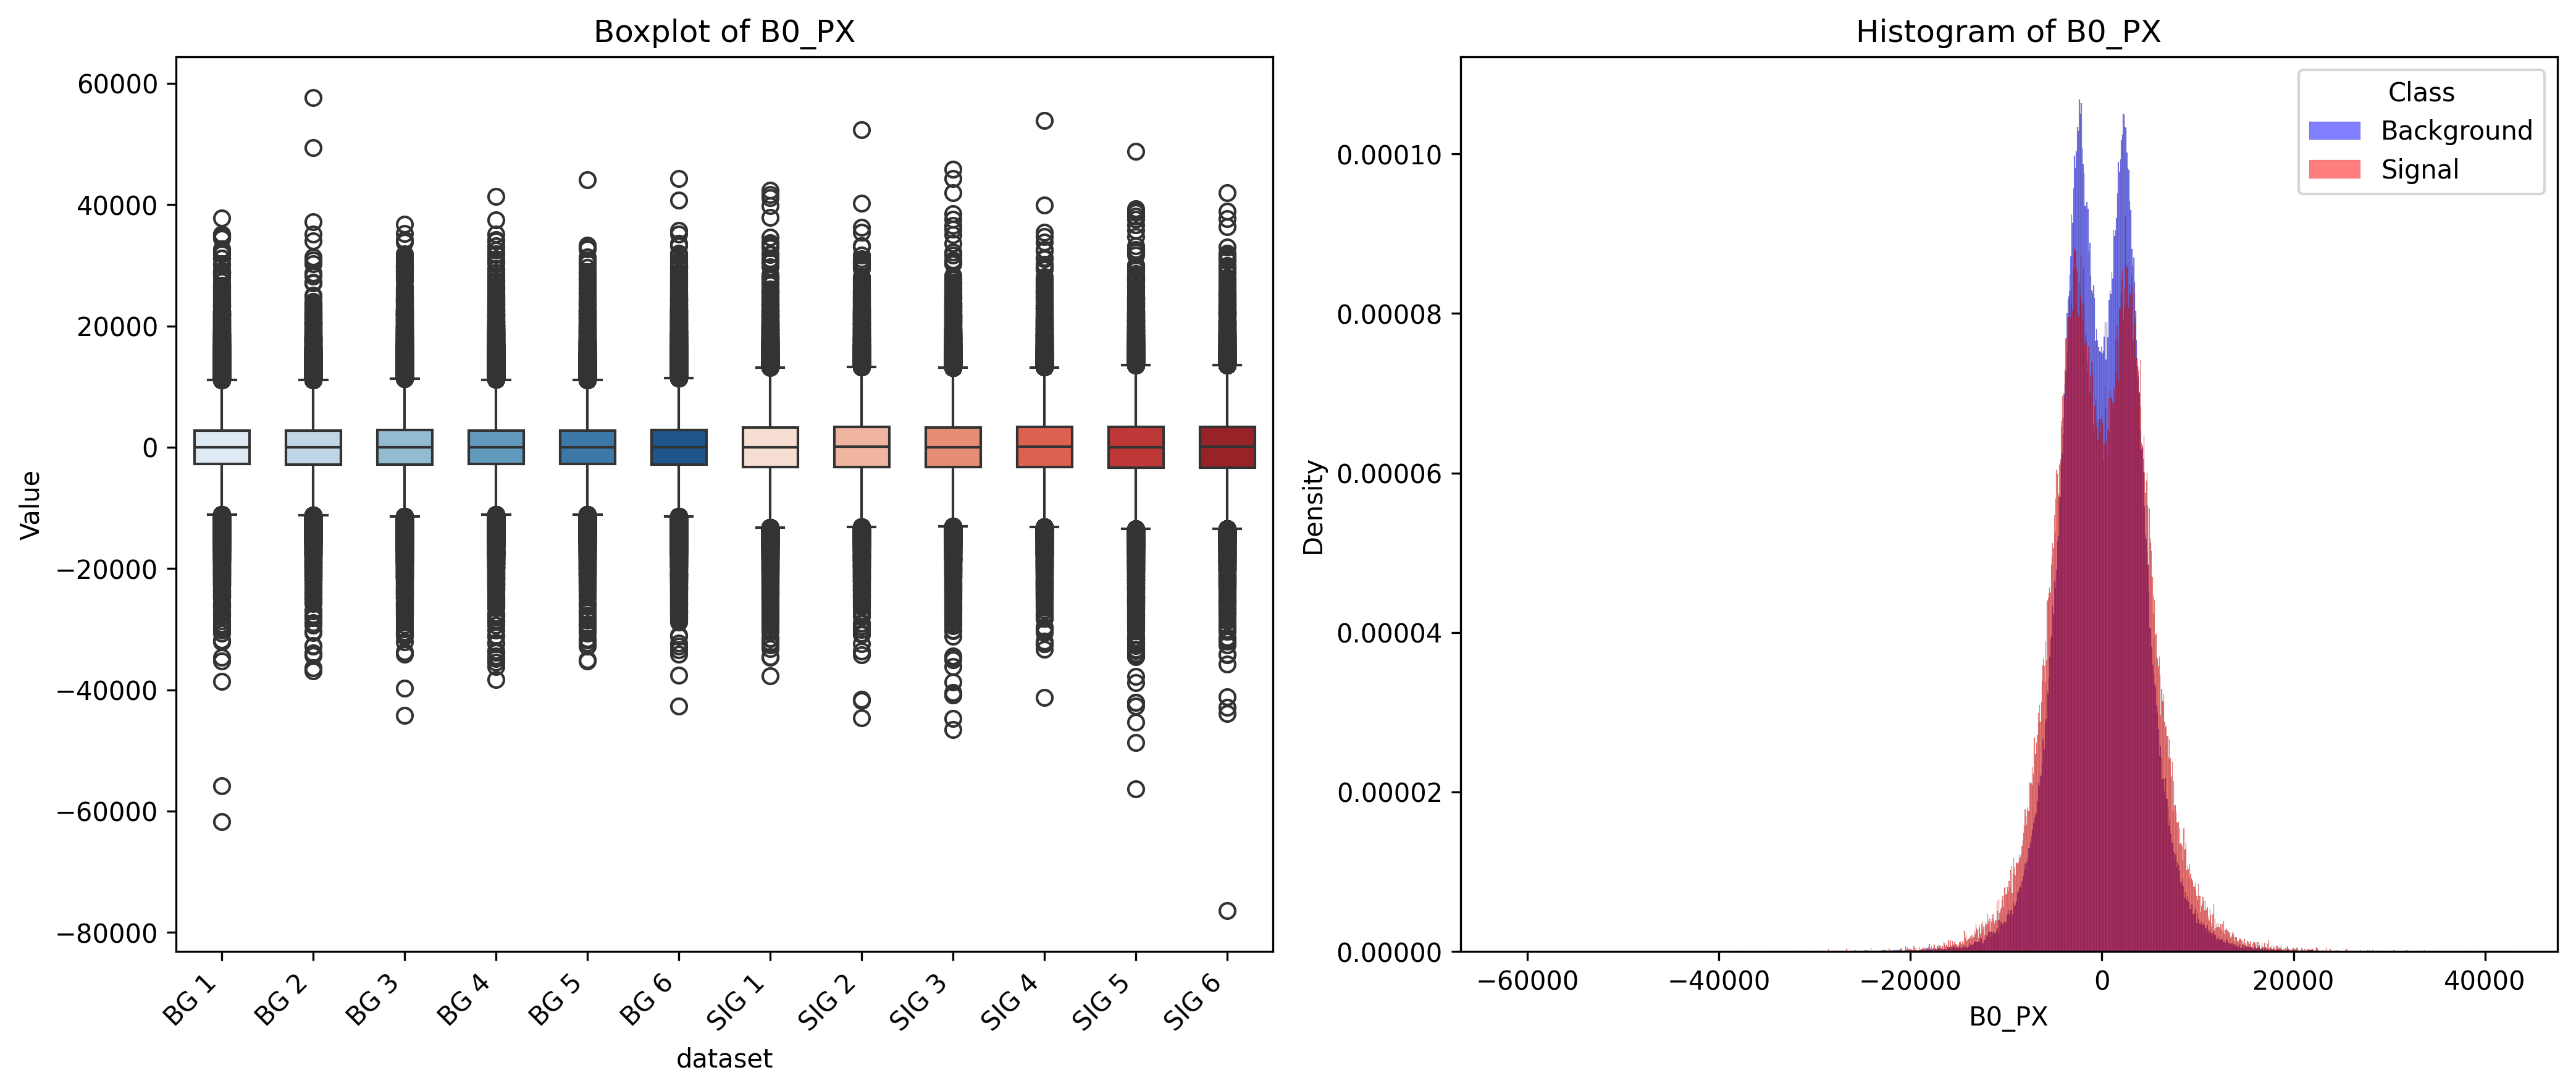 Boxplot of B0_PX
Value
60000
40000
20000
0
−20000
−40000
−60000
−80000
BG 1
BG 2
BG 3
BG 4
BG 5
BG 6
SIG 1
SIG 2
SIG 3
SIG 4
SIG 5
SIG 6
dataset
Histogram of B0_PX
Class
Background
Signal
Density
0.00010
0.00008
0.00006
0.00004
0.00002
0.00000
−60000
−40000
−20000
0
20000
40000
B0_PX